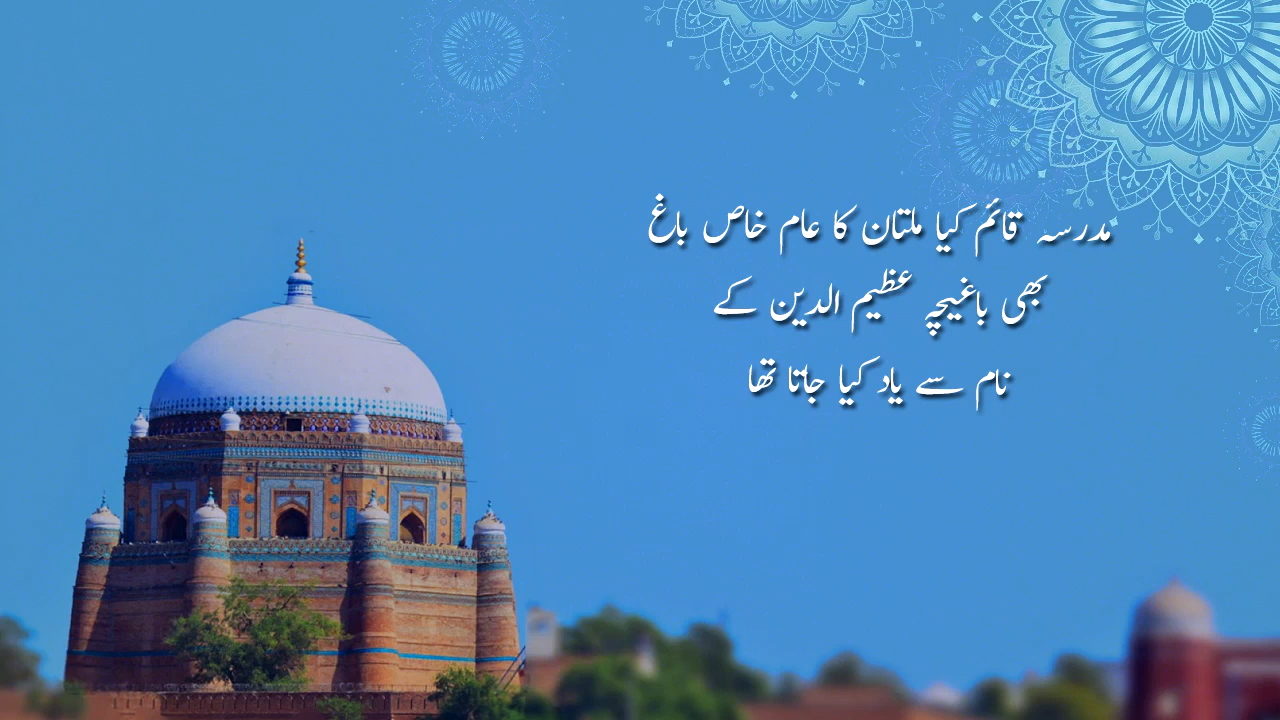 مدرسہ قائم کیا ملتان کا عام خاص باغ
بھی باغیچہ عظیم الدین کے
نام سے یاد کیا جاتا تھا